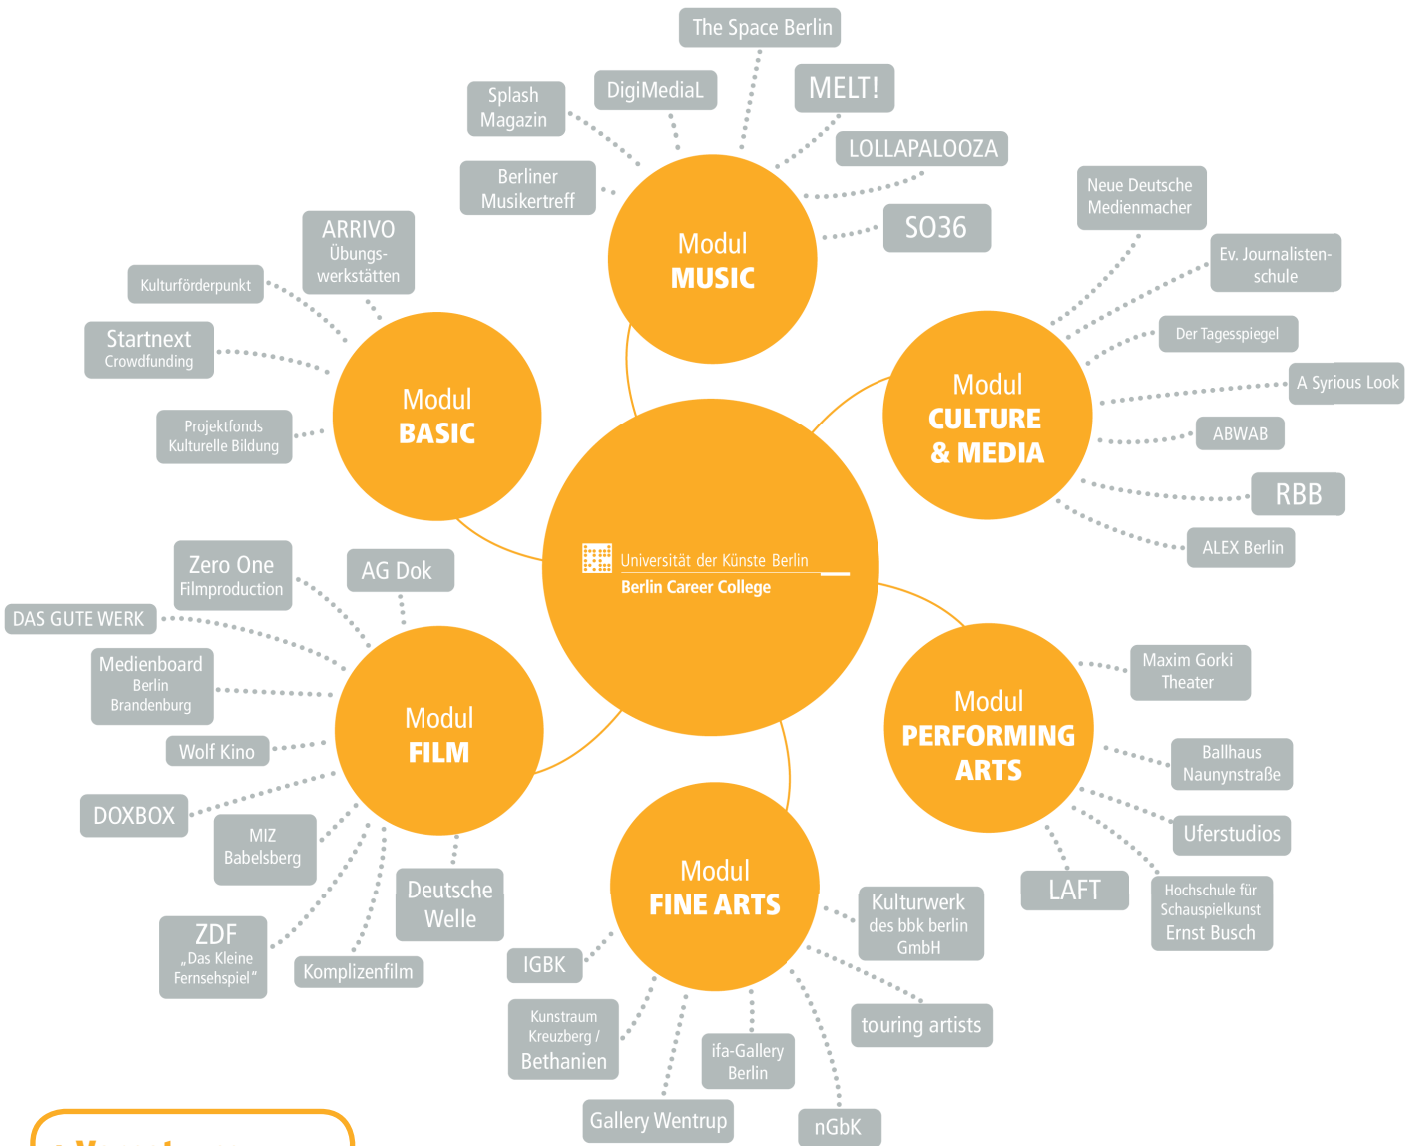 The Space Berlin
DigiMediaL
MELT!
Splash
Magazin
LOLLAPALOOZA
Berliner
Musikertreff
SO36
Modul
MUSIC
Neue Deutsche
Medienmacher
Ev. Journalisten-
schule
Der Tagesspiegel
A Syrious Look
ABWAB
RBB
ALEX Berlin
Modul
CULTURE
& MEDIA
ARRIVO
Übungs-
werkstätten
Kulturförderpunkt
Startnext
Crowdfunding
Projektfonds
Kulturelle Bildung
Modul
BASIC
Universität der Künste Berlin
Berlin Career College
Zero One
Filmproduction
AG Dok
DAS GUTE WERK
Medienboard
Berlin
Brandenburg
Wolf Kino
DOXBOX
MIZ
Babelsberg
ZDF
„Das Kleine
Fernsehspiel“
Komplizenfilm
Deutsche
Welle
Modul
FILM
Modul
PERFORMING
ARTS
Maxim Gorki
Theater
Ballhaus
Naunynstraße
Uferstudios
Hochschule für
Schauspielkunst
Ernst Busch
LAFT
Modul
FINE ARTS
Kulturwerk
des bbk berlin
GmbH
touring artists
nGbK
ifa-Gallery
Berlin
Gallery Wentrup
Kunstraum
Kreuzberg /
Bethanien
IGBK